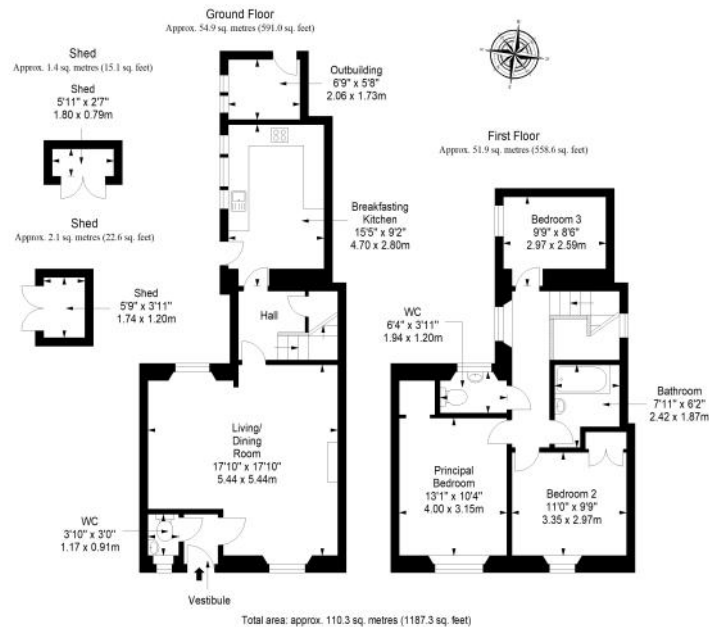 Ground Floor
Approx. 54.9 sq. metres (591.0 sq. feet)
Shed
Approx. 1.4 sq. metres (15.1 sq. feet)
Shed
5'11" x 2'7"
1.80 x 0.79m
Shed
Approx. 2.1 sq. metres (22.6 sq. feet)
Shed
5'9" x 3'11"
1.74 x 1.20m
Outbuilding
6'9" x 5'8"
2.06 x 1.73m
Breakfasting
Kitchen
15'5" x 9'2"
4.70 x 2.80m
Hall
Living/
Dining
Room
17'10" x 17'10"
5.44 x 5.44m
WC
3'10" x 3'0"
1.17 x 0.91m
Vestibule
First Floor
Approx. 51.9 sq. metres (558.6 sq. feet)
Bedroom 3
9'9" x 8'6"
2.97 x 2.59m
WC
6'4" x 3'11"
1.94 x 1.20m
Bathroom
7'11" x 6'2"
2.42 x 1.87m
Principal
Bedroom
13'1" x 10'4"
4.00 x 3.15m
Bedroom 2
11'0" x 9'9"
3.35 x 2.97m
Total area: approx. 110.3 sq. metres (1187.3 sq. feet)